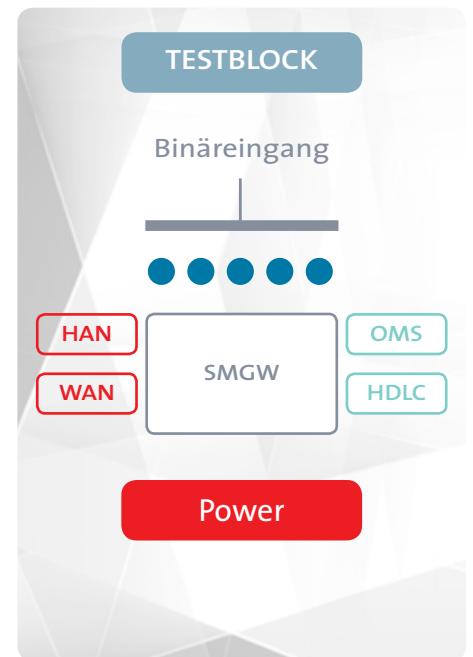 TESTBLOCK
Binäreingang
HAN
OMS
SMGW
WAN
HDLC
Power